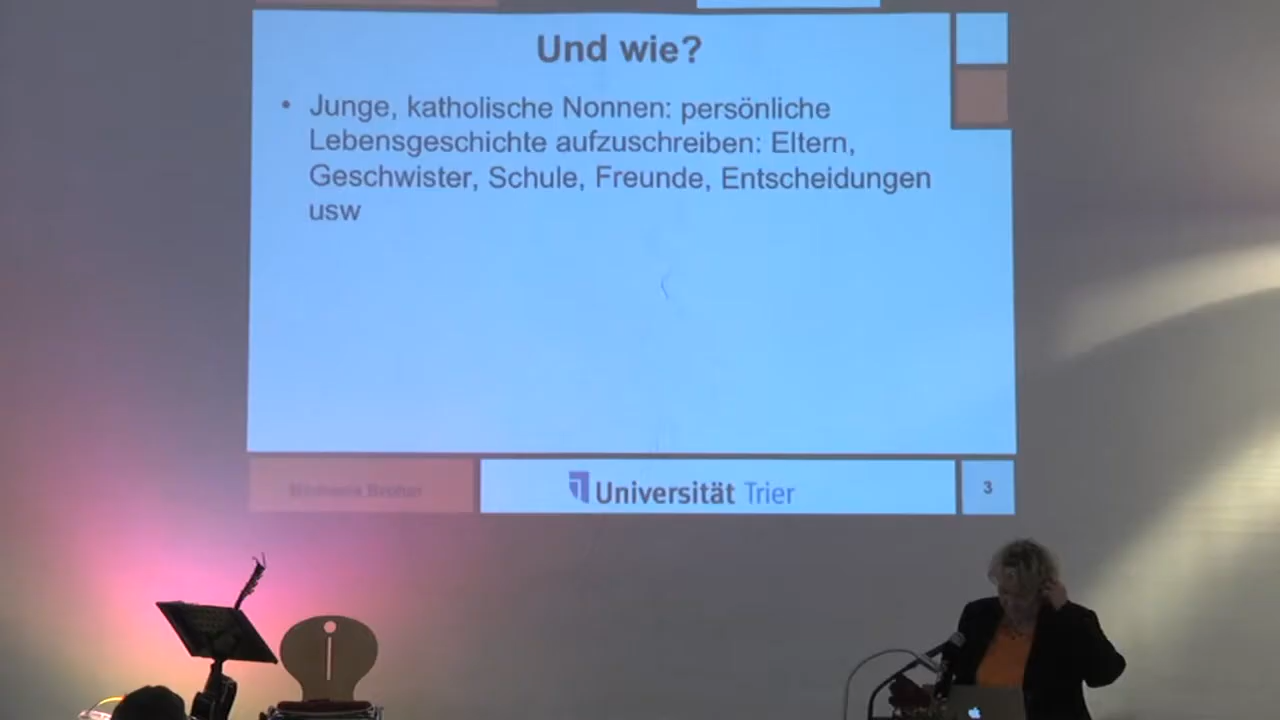 Und wie?
• Junge, katholische Nonnen: persönliche
Lebensgeschichte aufzuschreiben: Eltern,
Geschwister, Schule, Freunde, Entscheidungen
usw
Universität Trier
3